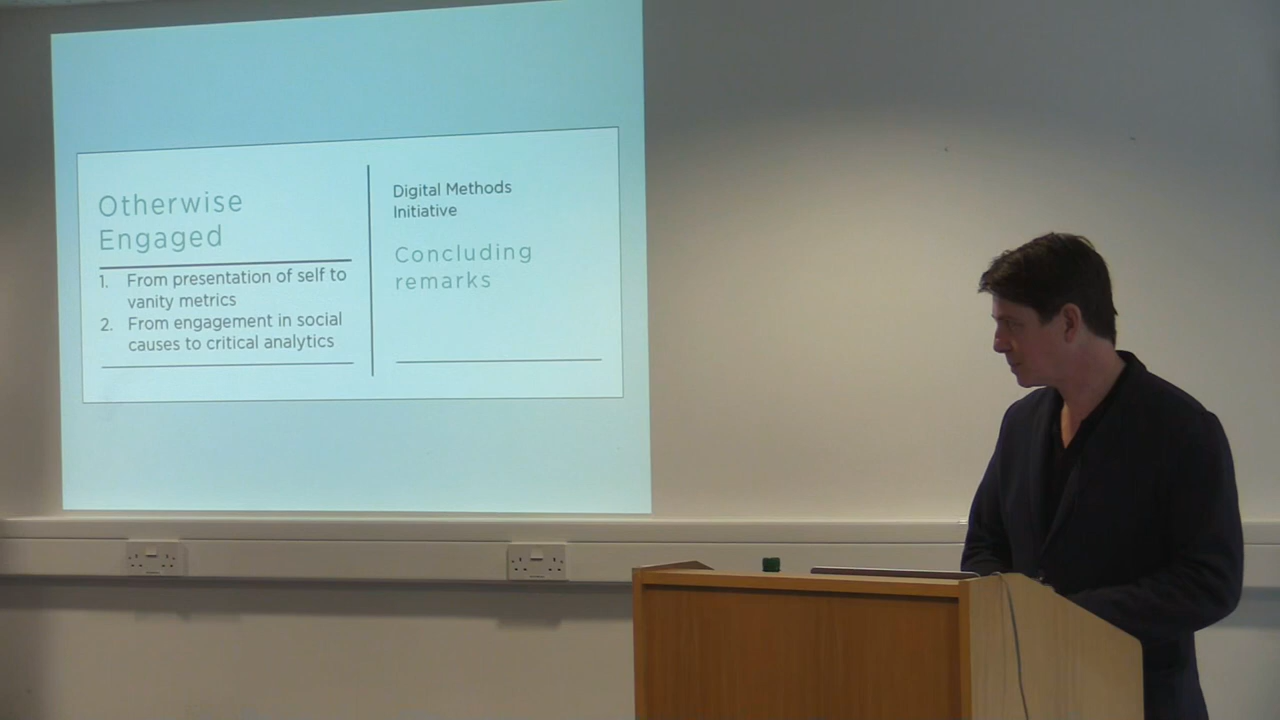 Otherwise
Engaged
1. From presentation of self to
vanity metrics
2. From engagement in social
causes to critical analytics
Digital Methods
Initiative
Concluding
remarks